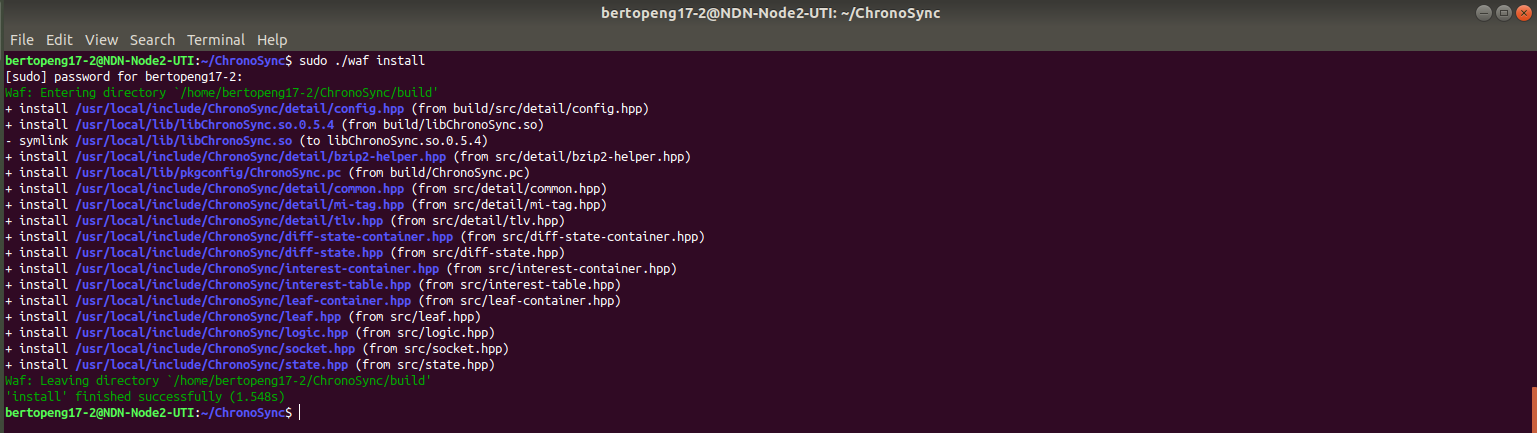 bertopeng17-2@NDN-Node2-UTI: ~/ChronoSync
File Edit View Search Terminal Help
bertopeng17-2@NDN-Node2-UTI:~/ChronoSync$ sudo ./waf install
[sudo] password for bertopeng17-2:
Waf: Entering directory `/home/bertopeng17-2/ChronoSync/build'
+ install /usr/local/include/ChronoSync/detail/config.hpp (from build/src/detail/config.hpp)
+ install /usr/local/lib/libChronoSync.so.0.5.4 (from build/libChronoSync.so)
- symlink /usr/local/lib/libChronoSync.so (to libChronoSync.so.0.5.4)
+ install /usr/local/include/ChronoSync/detail/bzip2-helper.hpp (from src/detail/bzip2-helper.hpp)
+ install /usr/local/lib/pkgconfig/ChronoSync.pc (from build/ChronoSync.pc)
+ install /usr/local/include/ChronoSync/detail/common.hpp (from src/detail/common.hpp)
+ install /usr/local/include/ChronoSync/detail/mi-tag.hpp (from src/detail/mi-tag.hpp)
+ install /usr/local/include/ChronoSync/detail/tlv.hpp (from src/detail/tlv.hpp)
+ install /usr/local/include/ChronoSync/diff-state-container.hpp (from src/diff-state-container.hpp)
+ install /usr/local/include/ChronoSync/diff-state.hpp (from src/diff-state.hpp)
+ install /usr/local/include/ChronoSync/interest-container.hpp (from src/interest-container.hpp)
+ install /usr/local/include/ChronoSync/interest-table.hpp (from src/interest-table.hpp)
+ install /usr/local/include/ChronoSync/leaf-container.hpp (from src/leaf-container.hpp)
+ install /usr/local/include/ChronoSync/leaf.hpp (from src/leaf.hpp)
+ install /usr/local/include/ChronoSync/logic.hpp (from src/logic.hpp)
+ install /usr/local/include/ChronoSync/socket.hpp (from src/socket.hpp)
+ install /usr/local/include/ChronoSync/state.hpp (from src/state.hpp)
Waf: Leaving directory `/home/bertopeng17-2/ChronoSync/build'
'install' finished successfully (1.548s)
bertopeng17-2@NDN-Node2-UTI:~/ChronoSync$